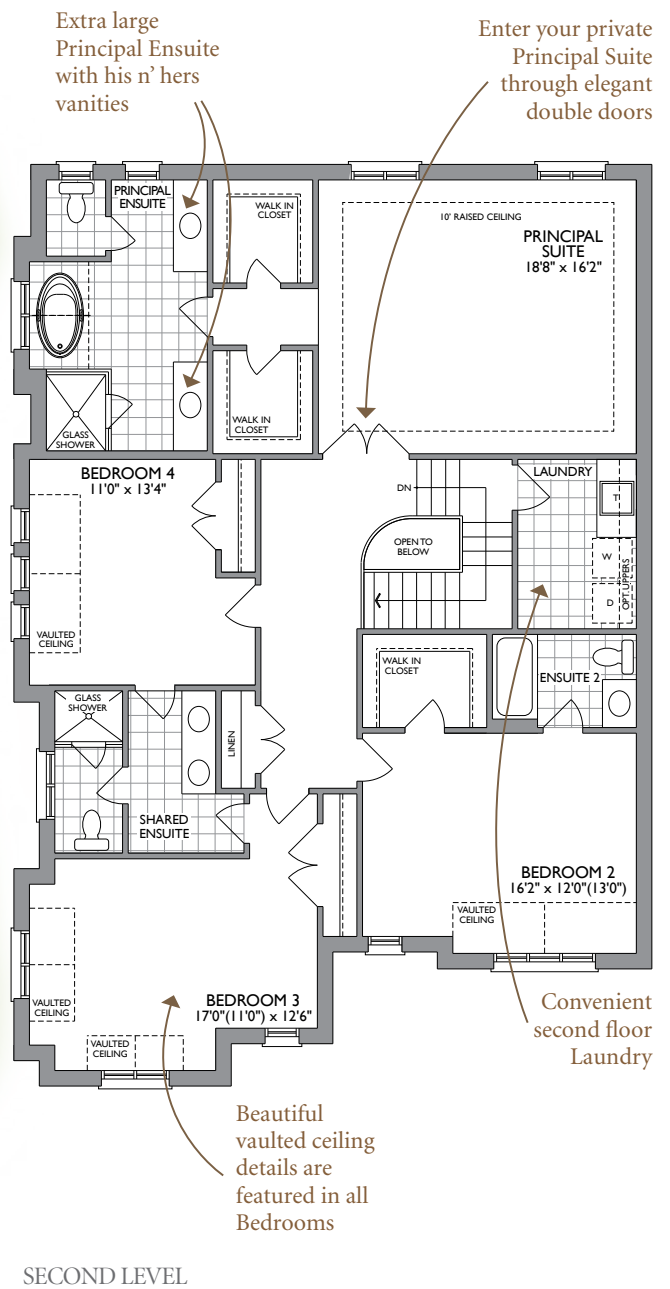 Extra large
Principal Ensuite
with his n' hers
vanities
Enter your private
Principal Suite
through elegant
double doors
PRINCIPAL
ENSUITE
WALK IN
CLOSET
10' RAISED CEILING
PRINCIPAL
SUITE
18'8" x 16'2"
WALK IN
CLOSET
GLASS
SHOWER
BEDROOM 4
11'0" x 13'4"
DN
LAUNDRY
T
OPEN TO
BELOW
W
D
OPT. UPPERS
VAULTED
CEILING
WALK IN
CLOSET
ENSUITE 2
GLASS
SHOWER
LINEN
SHARED
ENSUITE
BEDROOM 2
16'2" x 12'0"(13'0")
VAULTED
CEILING
VAULTED
CEILING
BEDROOM 3
17'0"(11'0") x 12'6"
VAULTED
CEILING
Convenient
second floor
Laundry
Beautiful
vaulted ceiling
details are
featured in all
Bedrooms
SECOND LEVEL